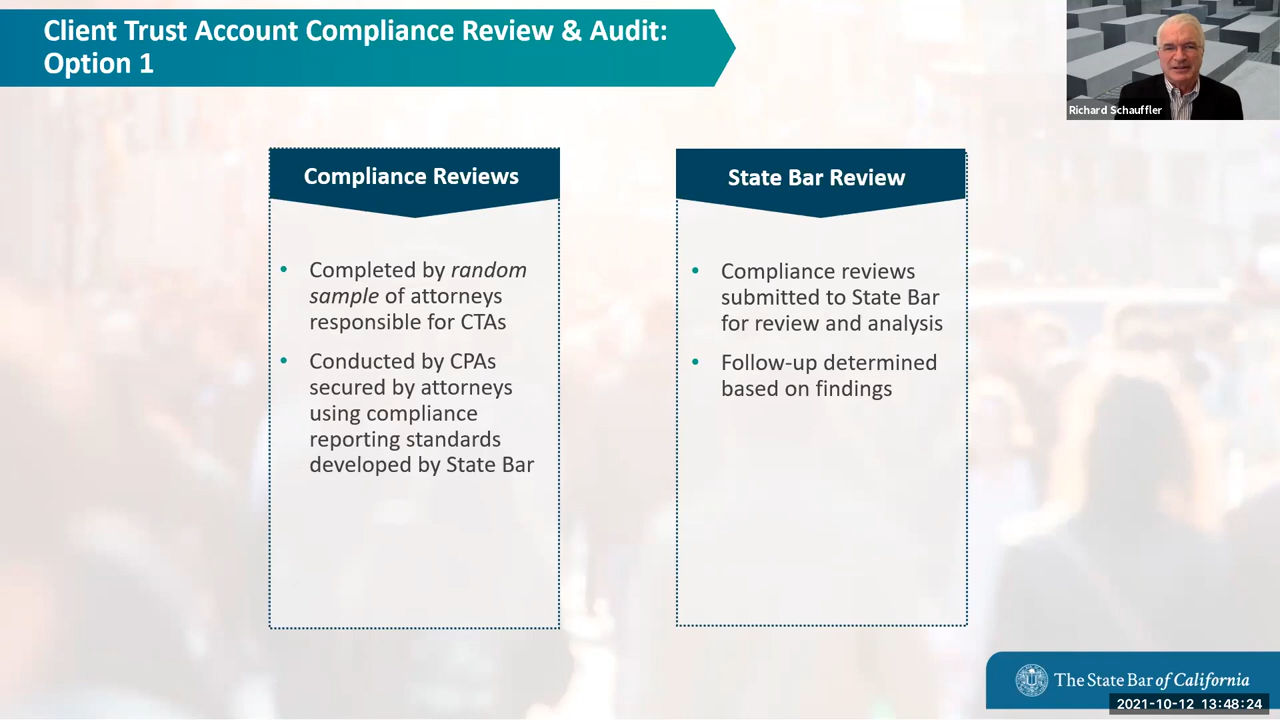 Client Trust Account Compliance Review & Audit:
Option 1
Richard Schauffler
Compliance Reviews
• Completed by random
sample of attorneys
responsible for CTAs
• Conducted by CPAs
secured by attorneys
using compliance
reporting standards
developed by State Bar
State Bar Review
• Compliance reviews
submitted to State Bar
for review and analysis
• Follow-up determined
based on findings
The State Bar of California
2021-10-12 13:48:24